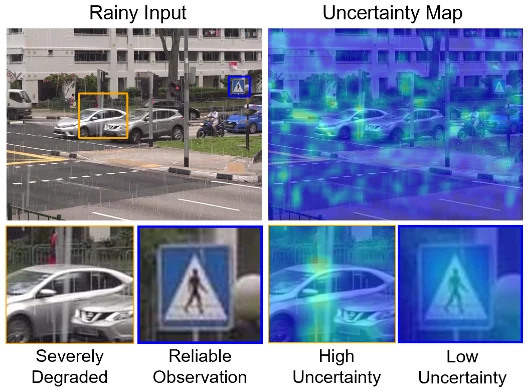 Rainy Input
Uncertainty Map
Severely
Degraded
Reliable
Observation
High
Uncertainty
Low
Uncertainty